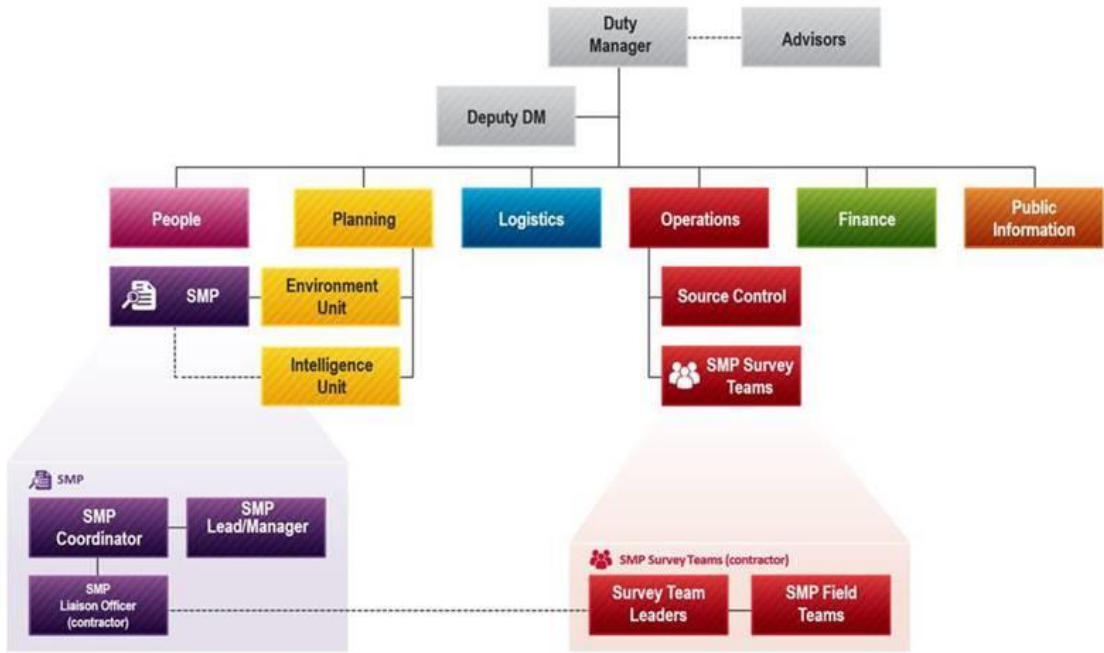 Duty
Manager
Advisors
Deputy DM
People
Planning
Logistics
Operations
Finance
Public
Information
SMP
Environment
Unit
Source Control
Intelligence
Unit
SMP Survey
Teams
SMP
SMP
Coordinator
SMP
Lead/Manager
SMP
Liaison Officer
(contractor)
SMP Survey Teams (contractor)
Survey Team
Leaders
SMP Field
Teams